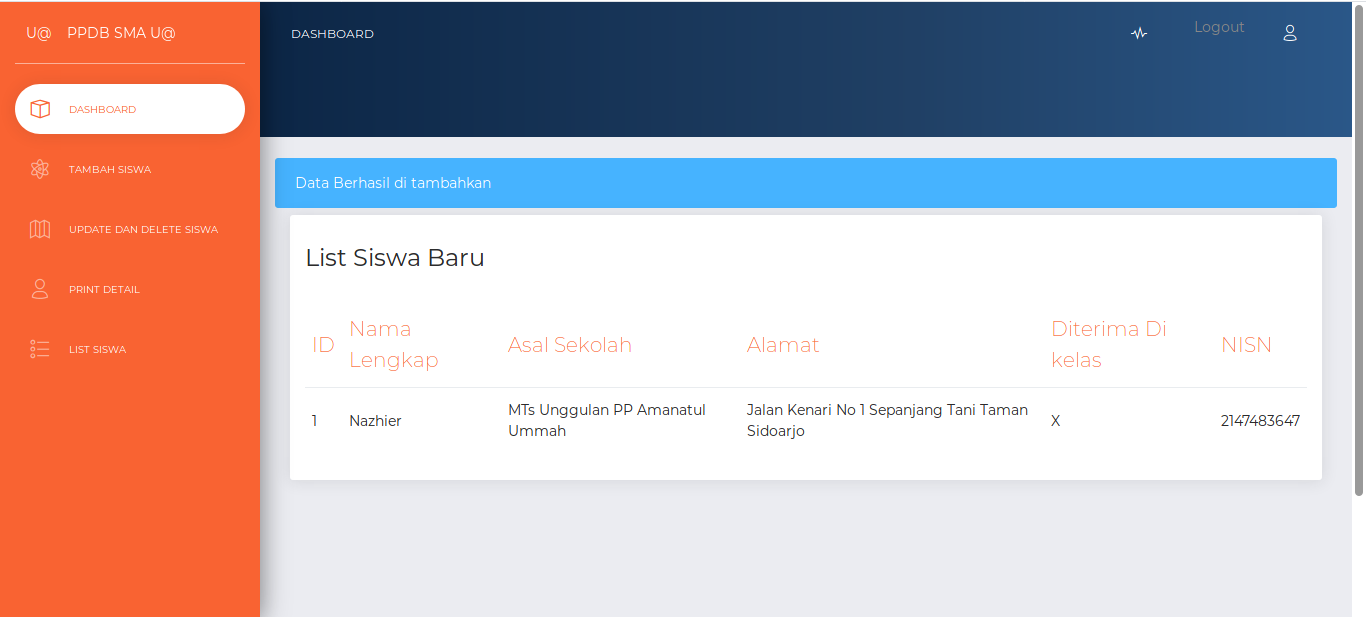 U@ PPDB SMA U@
DASHBOARD
TAMBAH SISWA
UPDATE DAN DELETE SISWA
PRINT DETAIL
LIST SISWA
DASHBOARD
Logout
Data Berhasil di tambahkan
List Siswa Baru
ID Nama Lengkap Asal Sekolah Alamat Diterima Di kelas NISN
1 Nazhier MTs Unggulan PP Amanatul Ummah Jalan Kenari No 1 Sepanjang Tani Taman Sidoarjo X 2147483647